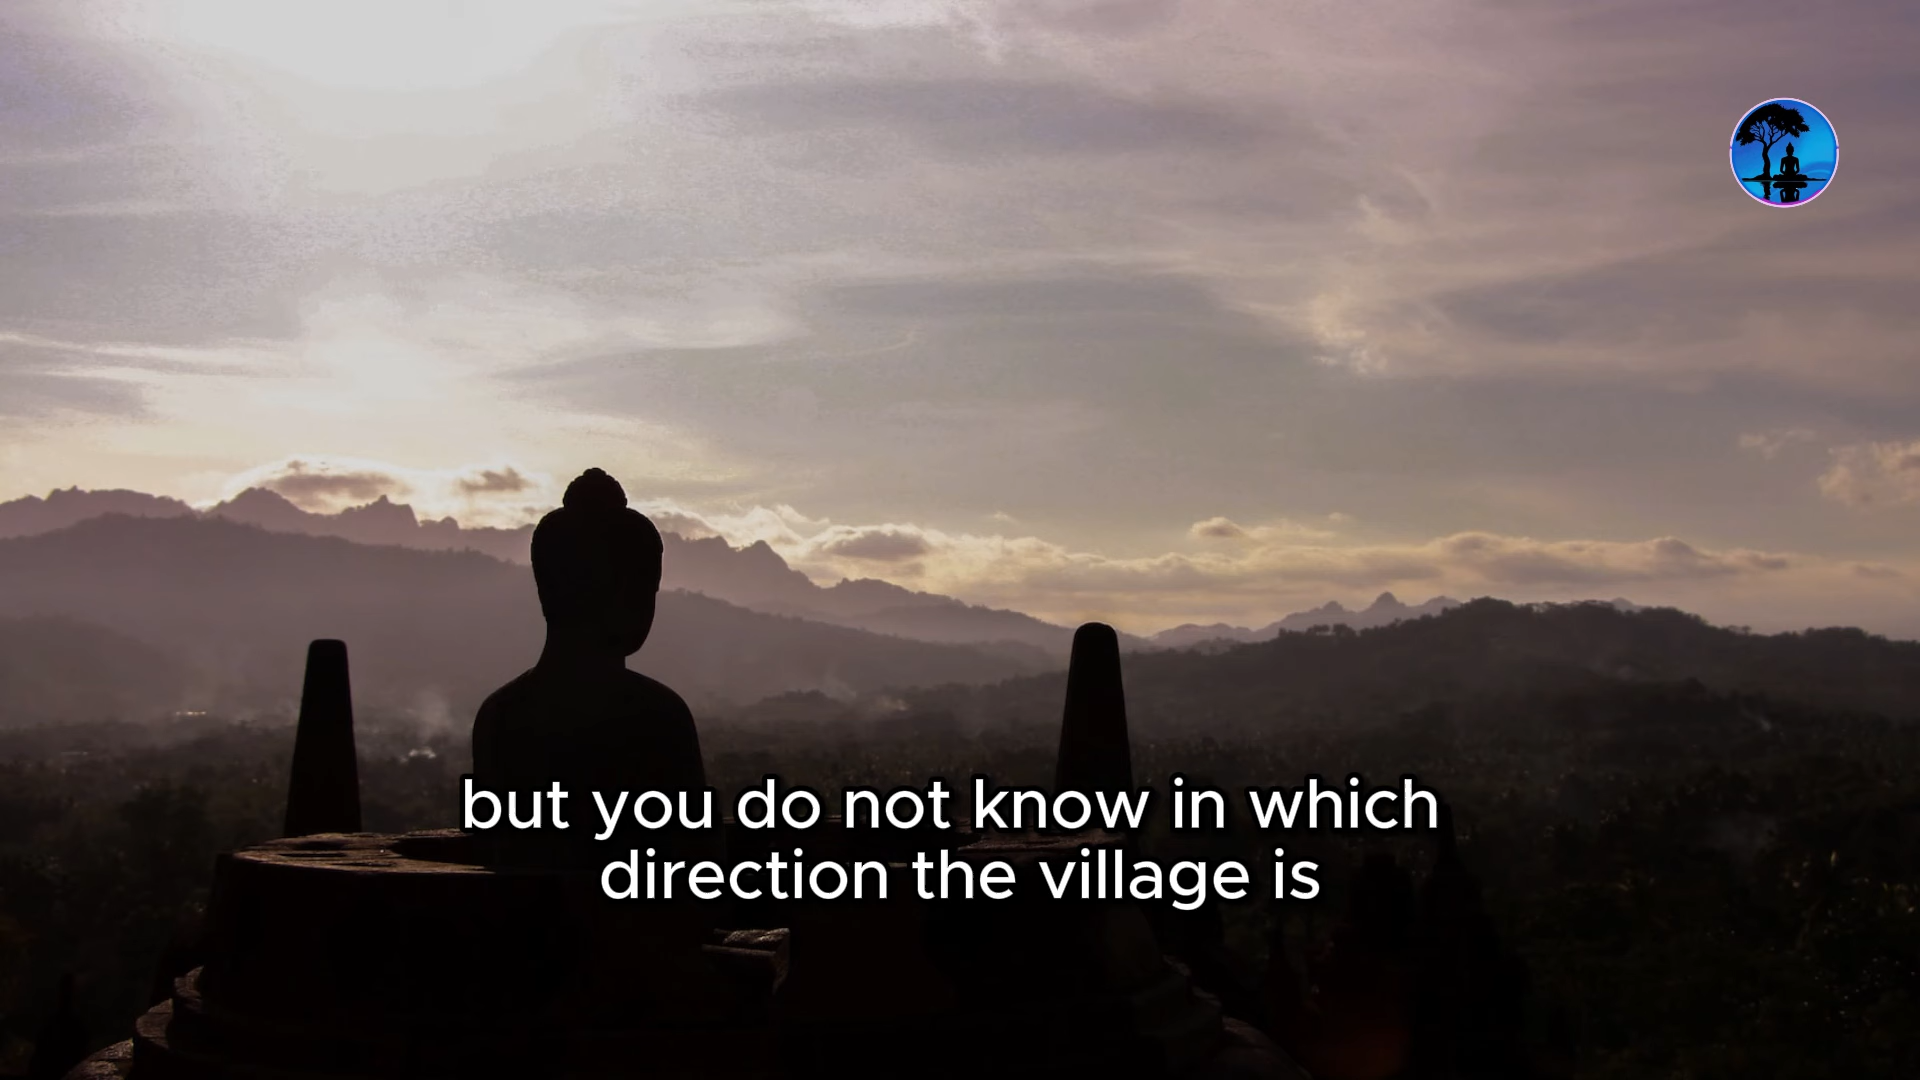 but you do not know in which
direction the village is